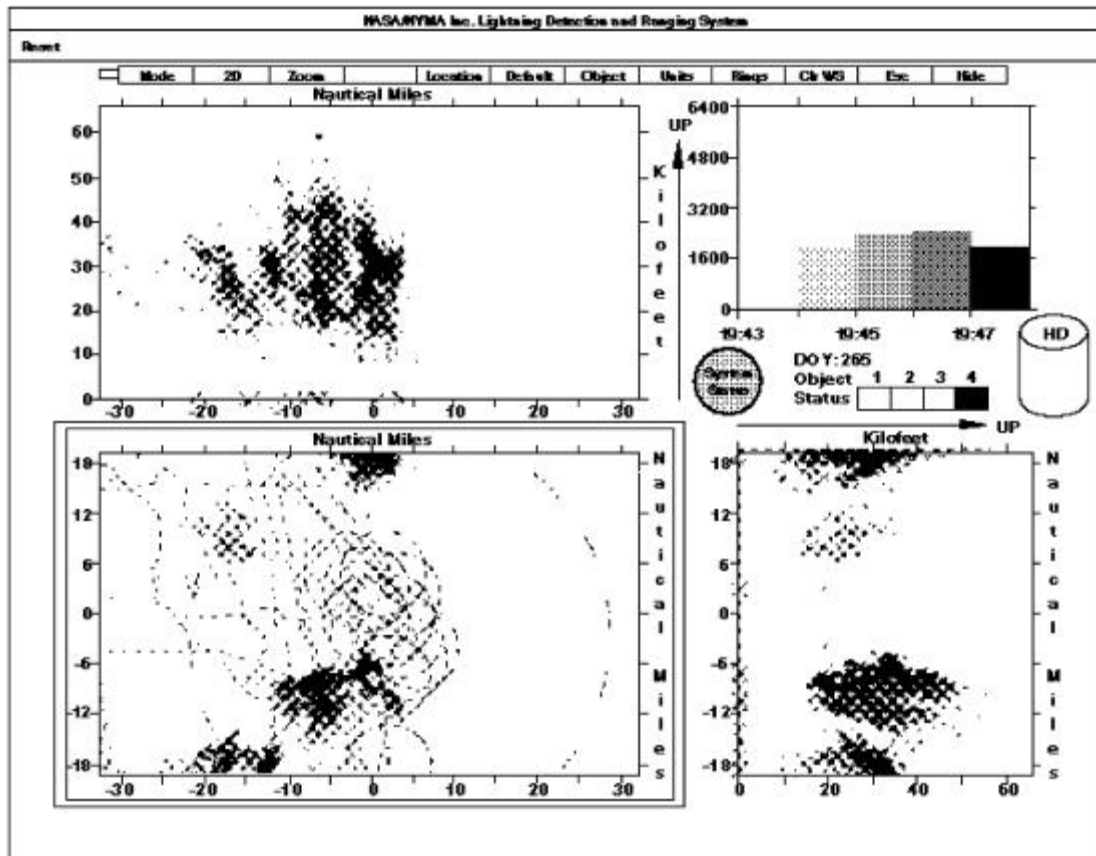 NASA/NYMA Inc. Lightning Detection and Ranging System
Reset
Mode 2D Zoom Location Default Object Units Rings Clr WS Esc Hide
Nautical Miles
60
50
40
30
20
10
0
-30 -20 -10 0 10 20 30
Kilofeet
UP
6400
4800
3200
1600
0
19:43 19:45 19:47
System Status
DOY:265
Object 1 2 3 4
Status
HD
UP
Nautical Miles
18
12
6
0
-6
-12
-18
-30 -20 -10 0 10 20 30
Nautical Miles
Kilofeet
18
12
6
0
-6
-12
-18
0 20 40 60
Nautical Miles